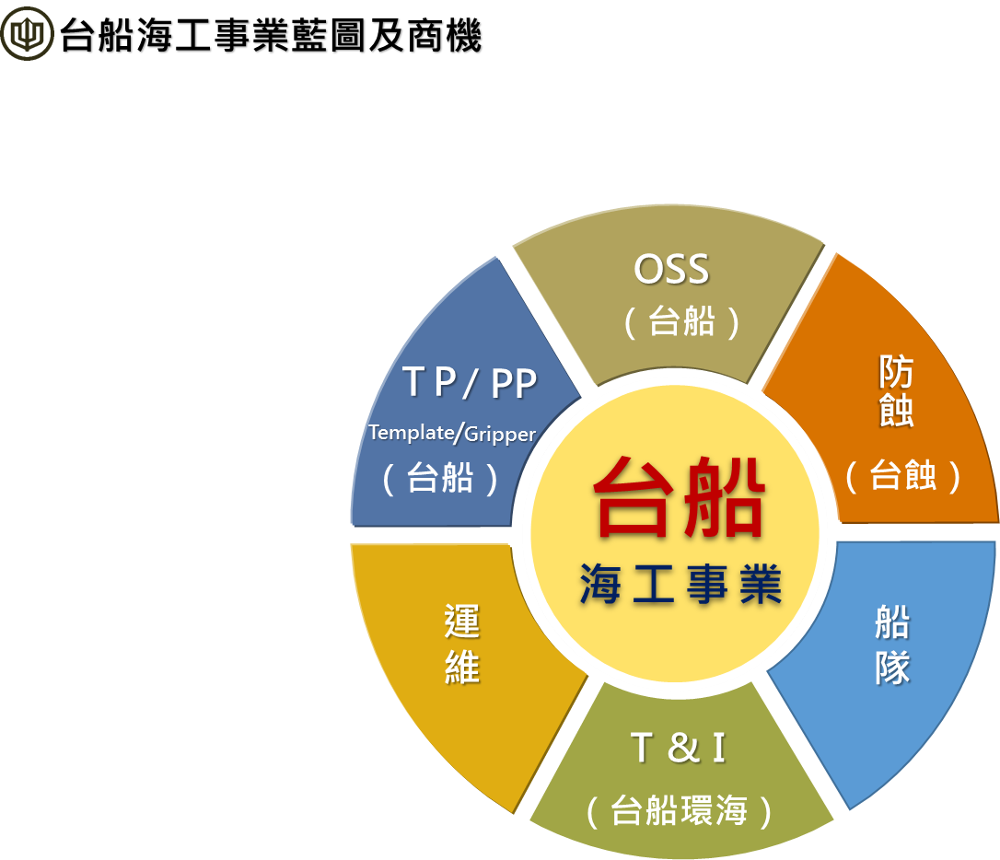 台船海工事業藍圖及商機
OSS
（台船）
防
蝕
（台蝕）
船
隊
T & I
（台船環海）
運
維
TP/ PP
Template/Gripper
（台船）
台船
海工事業